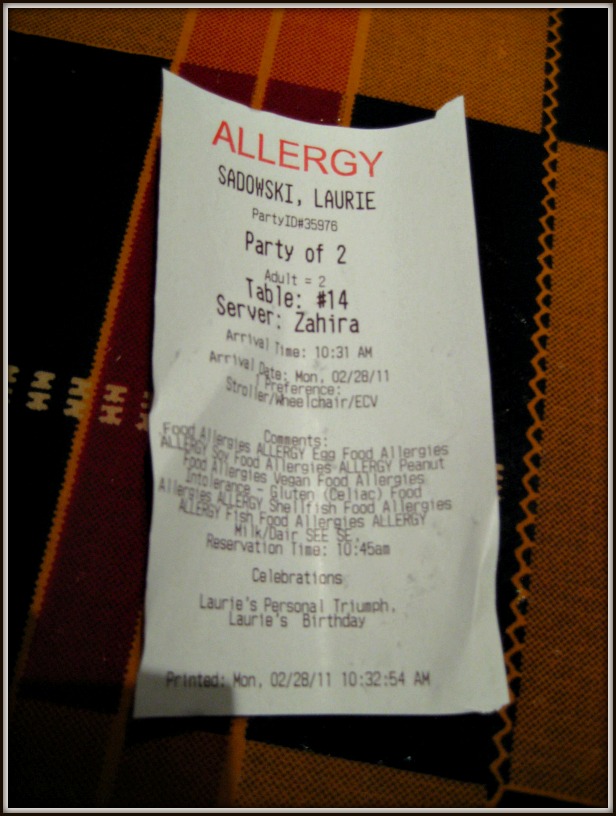 ALLERGY
SADOWSKI, LAURIE
PartyID#35976
Party of 2
Adult = 2
Table: #14
Server: Zahira
Arrival Time: 10:31 AM
Arrival Date: Mon, 02/28/11
1 Preference:
Stroller/Wheelchair/ECV
Comments:
Food Allergies ALLERGY Egg Food Allergies
ALLERGY Soy Food Allergies ALLERGY Peanut
Food Allergies Vegan Food Allergies
Intolerance - Gluten (Celiac) Food
Allergies ALLERGY Shellfish Food Allergies
ALLERGY Fish Food Allergies ALLERGY
Milk/Dair SEE SE.
Reservation Time: 10:45am
Celebrations
Laurie's Personal Triumph,
Laurie's Birthday
Printed: Mon, 02/28/11 10:32:54 AM